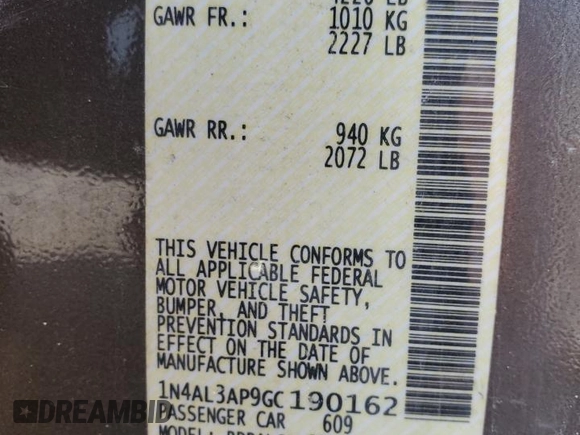 GAWR FR.: 1010 KG
2227 LB
GAWR RR.: 940 KG
2072 LB
THIS VEHICLE CONFORMS TO
ALL APPLICABLE FEDERAL
MOTOR VEHICLE SAFETY,
BUMPER, AND THEFT
PREVENTION STANDARDS IN
EFFECT ON THE DATE OF
MANUFACTURE SHOWN ABOVE.
1N4AL3AP9GC190162
PASSENGER CAR 609
DREAMBID